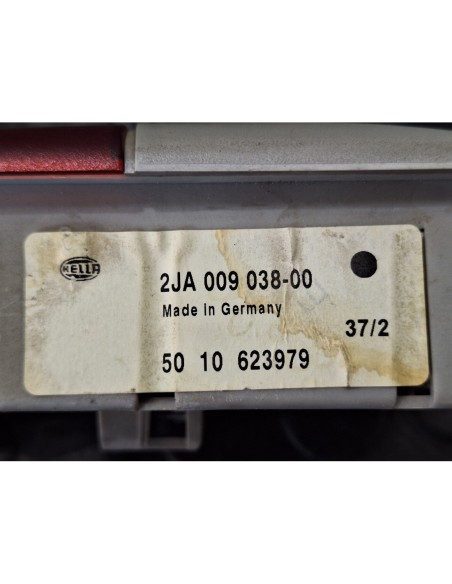 HELLA
2JA 009 038-00
Made In Germany
37/2
50 10 623979